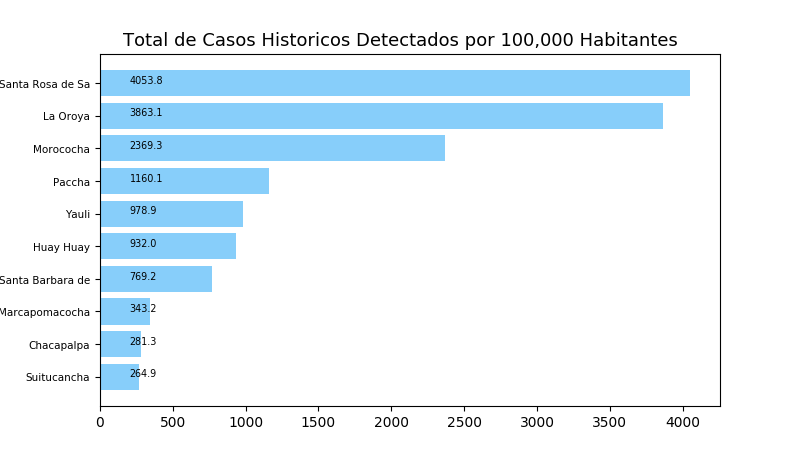 Total de Casos Historicos Detectados por 100,000 Habitantes
Santa Rosa de Sa 4053.8
La Oroya 3863.1
Morococha 2369.3
Paccha 1160.1
Yauli 978.9
Huay Huay 932.0
Santa Barbara de 769.2
Marcapomacocha 343.2
Chacapalpa 281.3
Suitucancha 264.9
0 500 1000 1500 2000 2500 3000 3500 4000